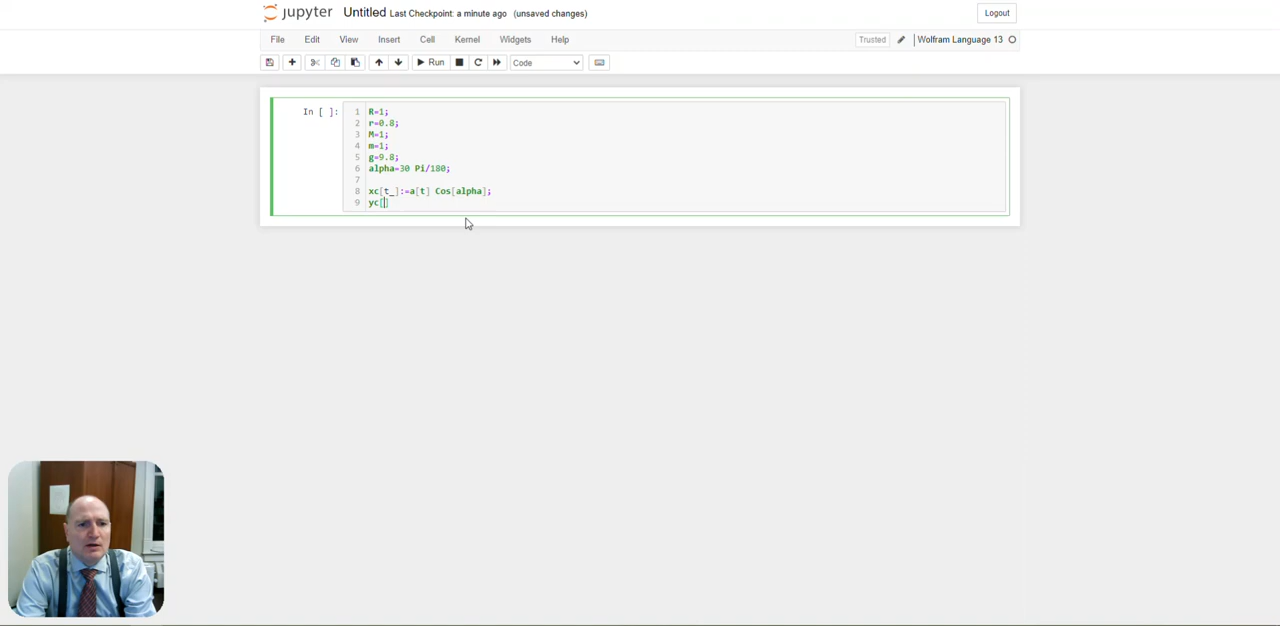 jupyter Untitled Last Checkpoint: a minute ago (unsaved changes) Logout
File Edit View Insert Cell Kernel Widgets Help Trusted Wolfram Language 13
Run Code
In [ ]:
1 R=1;
2 r=0.8;
3 M=1;
4 m=1;
5 g=9.8;
6 alpha=30 Pi/180;
7
8 xc[t_]:=a[t] Cos[alpha];
9 yc[]